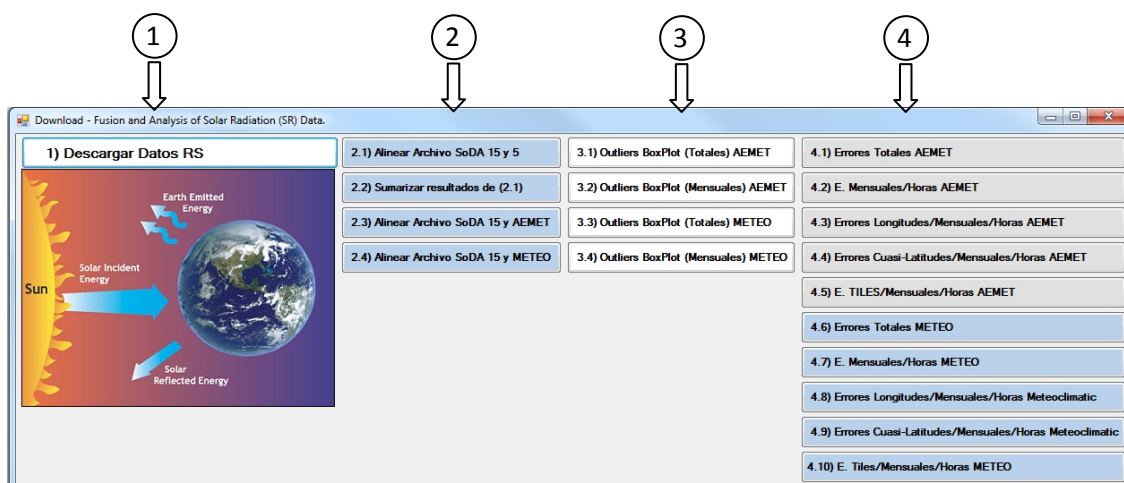 1
2
3
4
Download - Fusion and Analysis of Solar Radiation (SR) Data.
1) Descargar Datos RS
Earth Emitted
Energy
Solar Incident
Energy
Sun
Solar
Reflected Energy
2.1) Alinear Archivo SoDA 15 y 5
2.2) Sumarizar resultados de (2.1)
2.3) Alinear Archivo SoDA 15 y AEMET
2.4) Alinear Archivo SoDA 15 y METEO
3.1) Outliers BoxPlot (Totales) AEMET
3.2) Outliers BoxPlot (Mensuales) AEMET
3.3) Outliers BoxPlot (Totales) METEO
3.4) Outliers BoxPlot (Mensuales) METEO
4.1) Errores Totales AEMET
4.2) E. Mensuales/Horas AEMET
4.3) Errores Longitudes/Mensuales/Horas AEMET
4.4) Errores Cuasi-Latitudes/Mensuales/Horas AEMET
4.5) E. TILES/Mensuales/Horas AEMET
4.6) Errores Totales METEO
4.7) E. Mensuales/Horas METEO
4.8) Errores Longitudes/Mensuales/Horas Meteoclimatic
4.9) Errores Cuasi-Latitudes/Mensuales/Horas Meteoclimatic
4.10) E. Tiles/Mensuales/Horas METEO